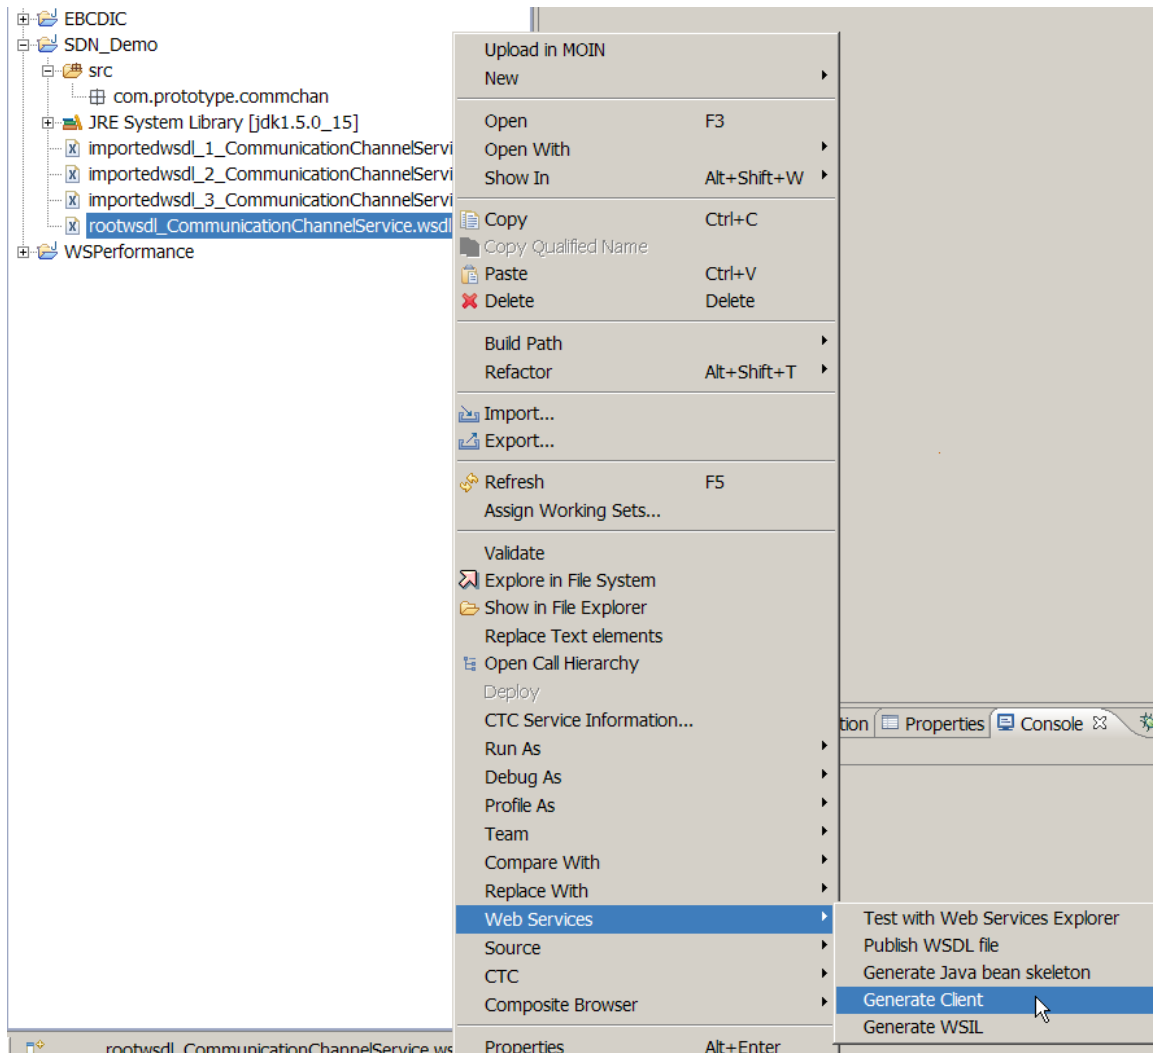 EBCDIC
SDN_Demo
src
com.prototype.commchan
JRE System Library [jdk1.5.0_15]
importedwsdl_1_CommunicationChannelServi
importedwsdl_2_CommunicationChannelServi
importedwsdl_3_CommunicationChannelServi
rootwsdl_CommunicationChannelService.wsdl
WSPerformance
Upload in MOIN
New
Open F3
Open With
Show In Alt+Shift+W
Copy Ctrl+C
Copy Qualified Name
Paste Ctrl+V
Delete Delete
Build Path
Refactor Alt+Shift+T
Import...
Export...
Refresh F5
Assign Working Sets...
Validate
Explore in File System
Show in File Explorer
Replace Text elements
Open Call Hierarchy
Deploy
CTC Service Information...
Run As
Debug As
Profile As
Team
Compare With
Replace With
Web Services
Source
CTC
Composite Browser
Properties Alt+Enter
tion Properties Console
Test with Web Services Explorer
Publish WSDL file
Generate Java bean skeleton
Generate Client
Generate WSIL
rootwsdl_CommunicationChannelService.ws